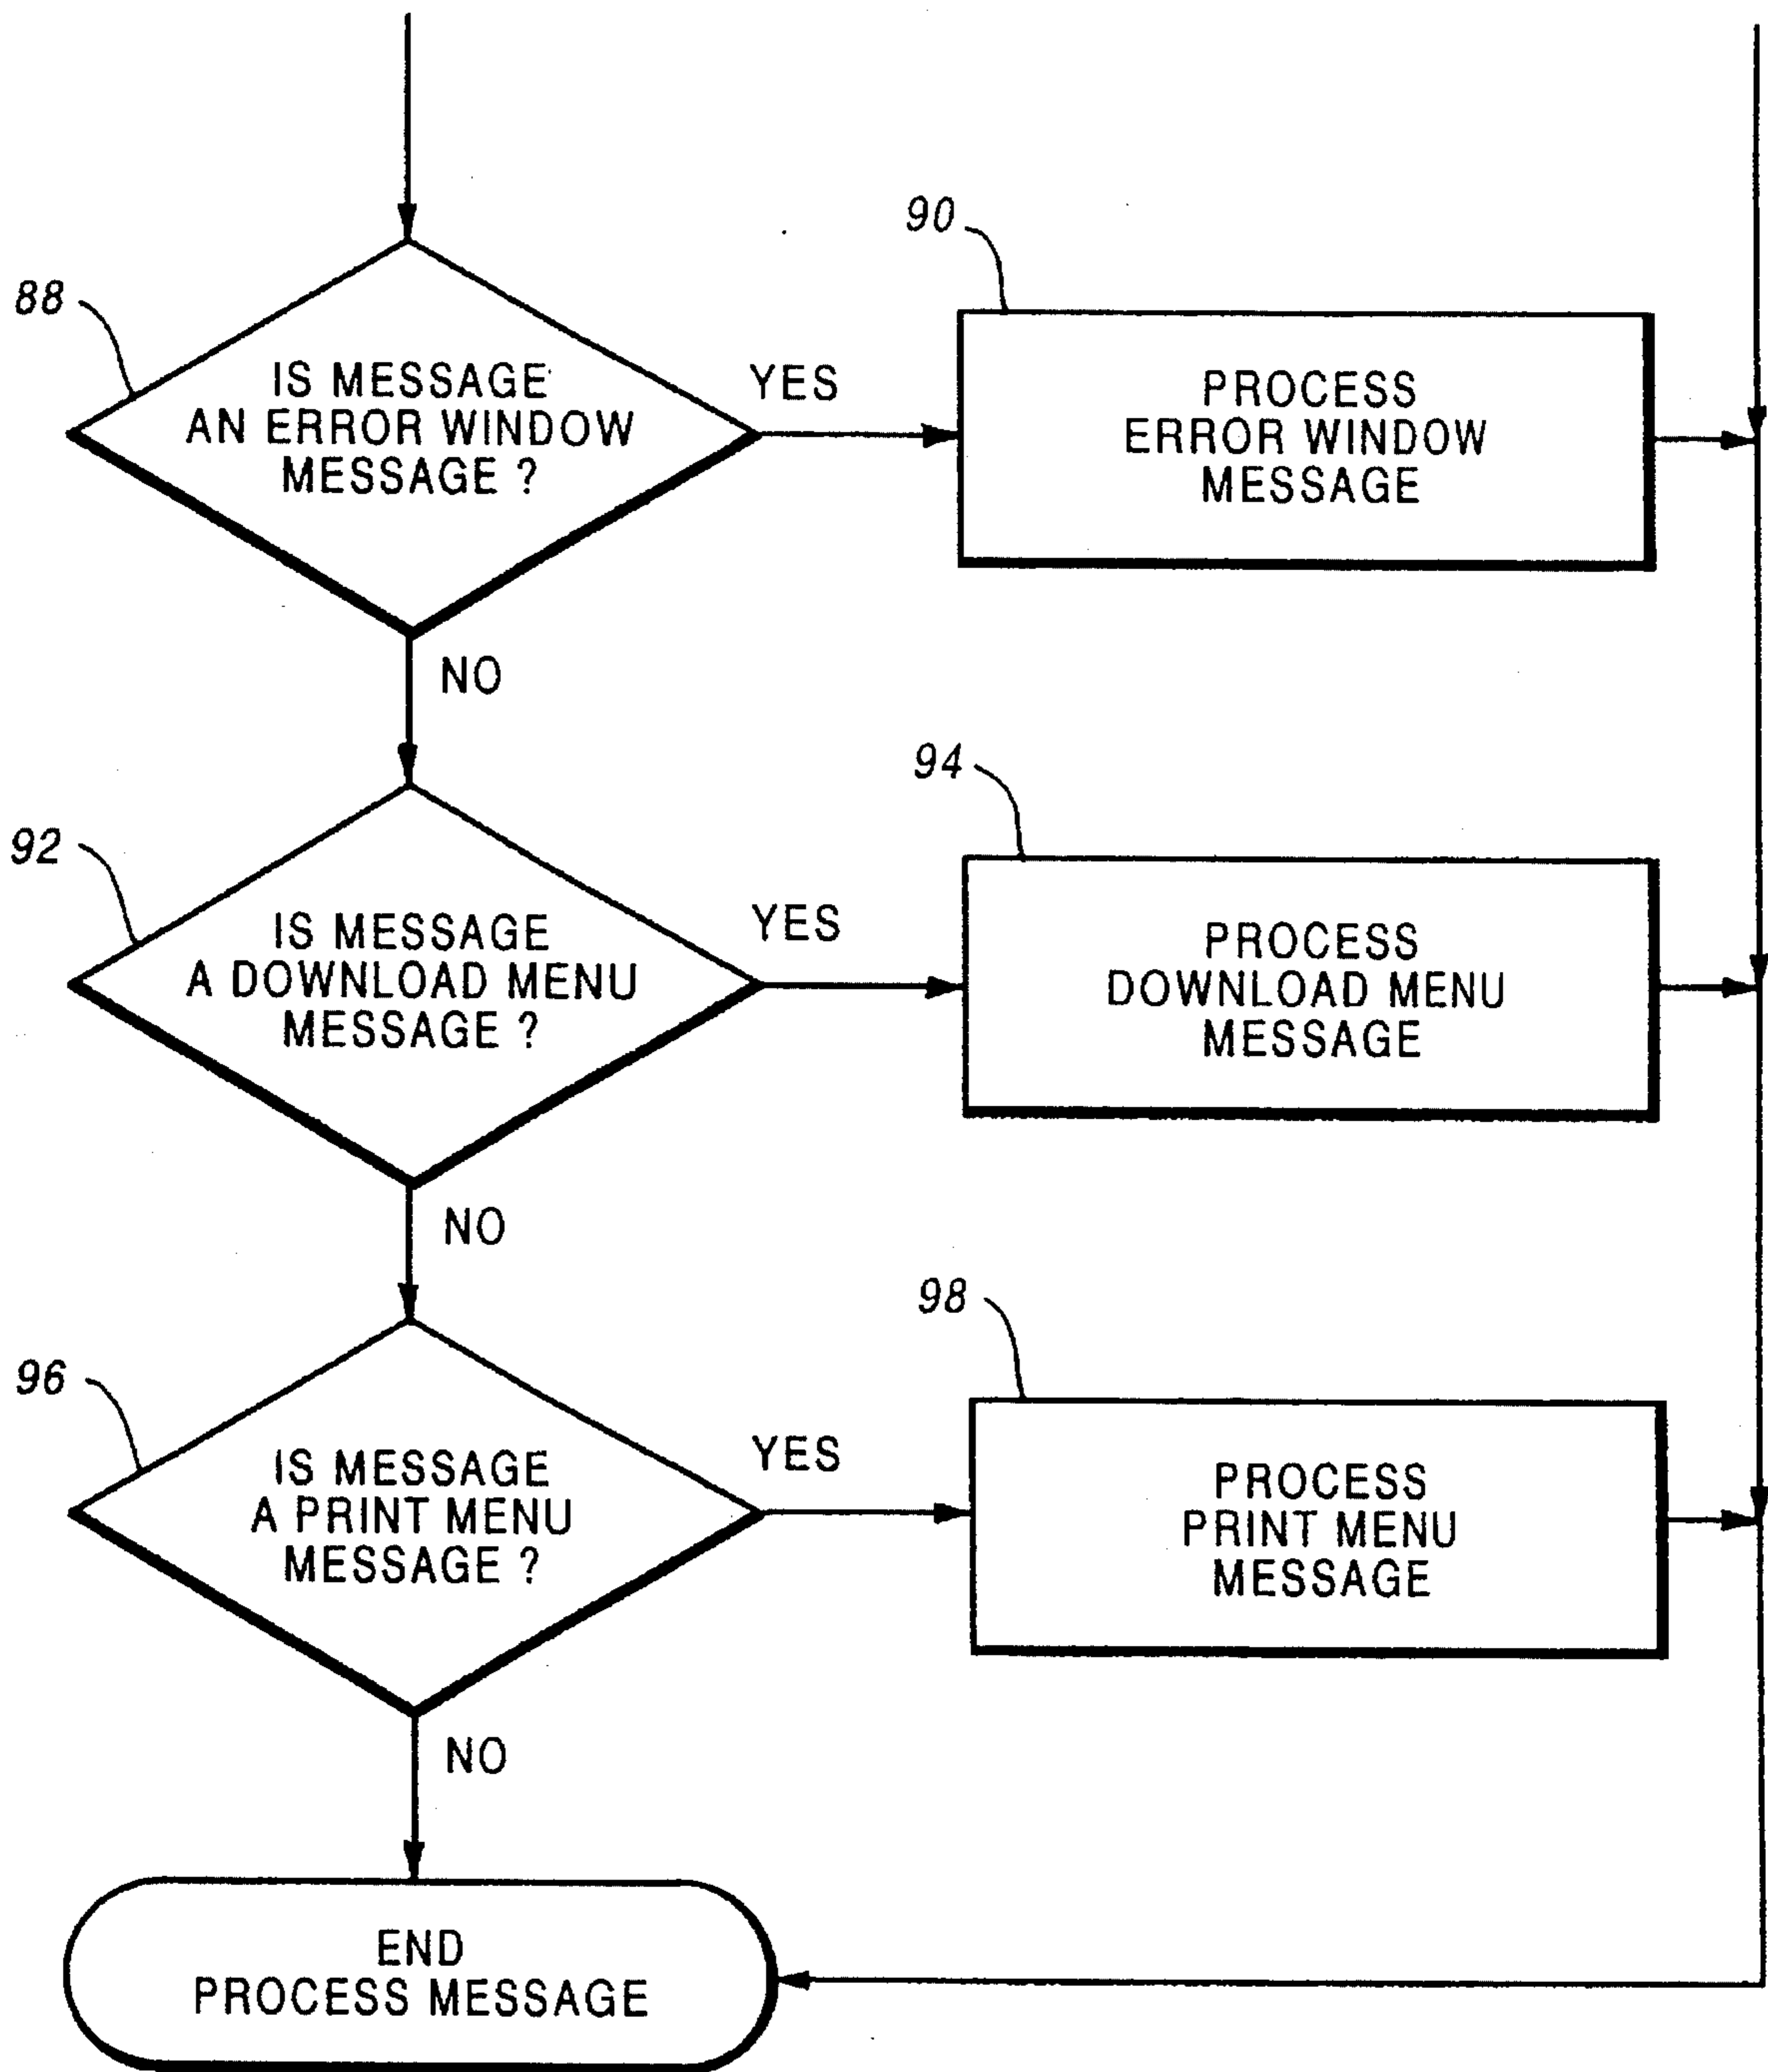 90
88
IS MESSAGE
AN ERROR WINDOW
MESSAGE ?
YES
PROCESS
ERROR WINDOW
MESSAGE
NO
94
92
IS MESSAGE
A DOWNLOAD MENU
MESSAGE ?
YES
PROCESS
DOWNLOAD MENU
MESSAGE
NO
98
96
IS MESSAGE
A PRINT MENU
MESSAGE ?
YES
PROCESS
PRINT MENU
MESSAGE
NO
END
PROCESS MESSAGE